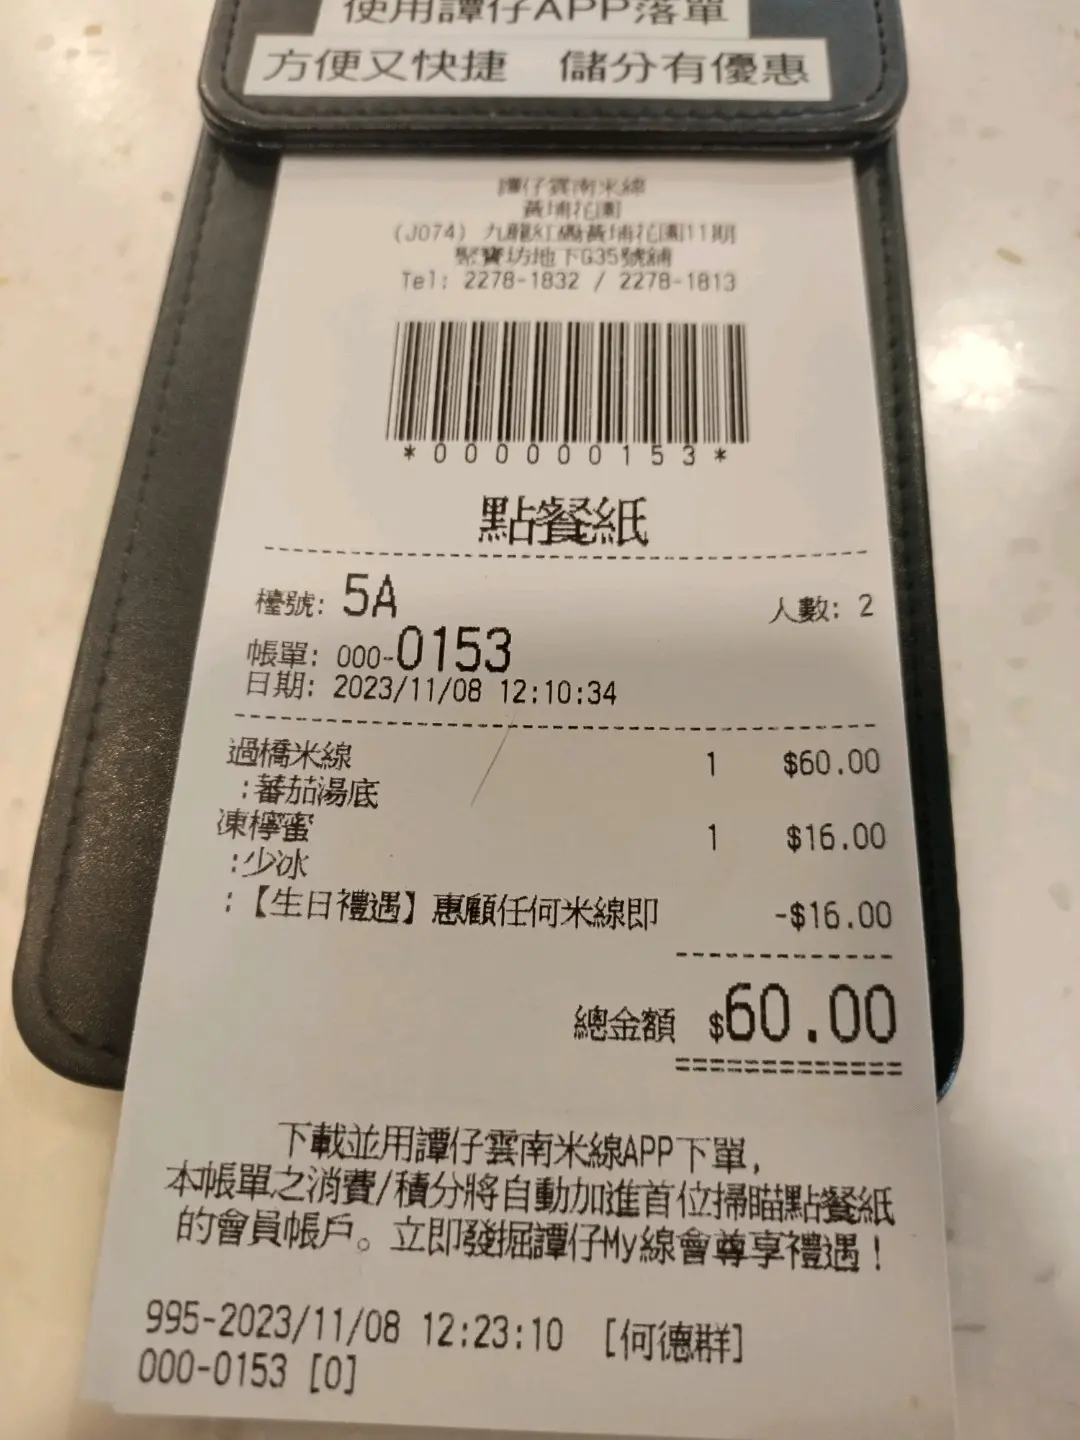 使用譚仔APP落單
方便又快捷 儲分有優惠
譚仔雲南米線
黃埔花園
(J074) 九龍紅磡黃埔花園11期
聚寶坊地下G35號舖
Tel: 2278-1832 / 2278-1813
*000000153*
點餐紙
檯號: 5A 人數: 2
帳單: 000-0153
日期: 2023/11/08 12:10:34
過橋米線 1 $60.00
:蕃茄湯底
凍檸蜜 1 $16.00
:少冰
:【生日禮遇】惠顧任何米線即 -$16.00
總金額 $60.00
下載並用譚仔雲南米線APP下單,
本帳單之消費/積分將自動加進首位掃瞄點餐紙
的會員帳戶。立即發掘譚仔My線會尊享禮遇!
995-2023/11/08 12:23:10 [何德群]
000-0153 [0]